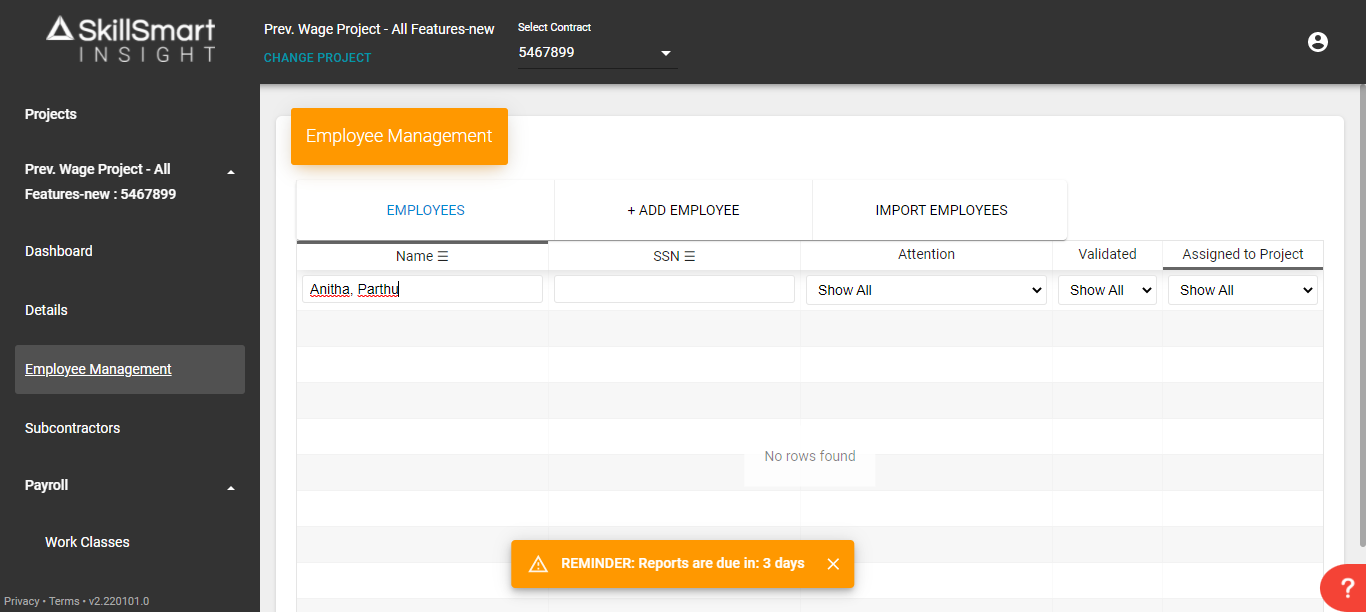 SkillSmart
INSIGHT
Prev. Wage Project - All Features-new
CHANGE PROJECT
Select Contract
5467899
Projects
Prev. Wage Project - All
Features-new : 5467899
Dashboard
Details
Employee Management
Subcontractors
Payroll
Work Classes
Privacy • Terms • v2.220101.0
Employee Management
EMPLOYEES
+ ADD EMPLOYEE
IMPORT EMPLOYEES
Name ☰
SSN ☰
Attention
Validated
Assigned to Project
Anitha, Parthu
Show All
Show All
Show All
No rows found
REMINDER: Reports are due in: 3 days
?